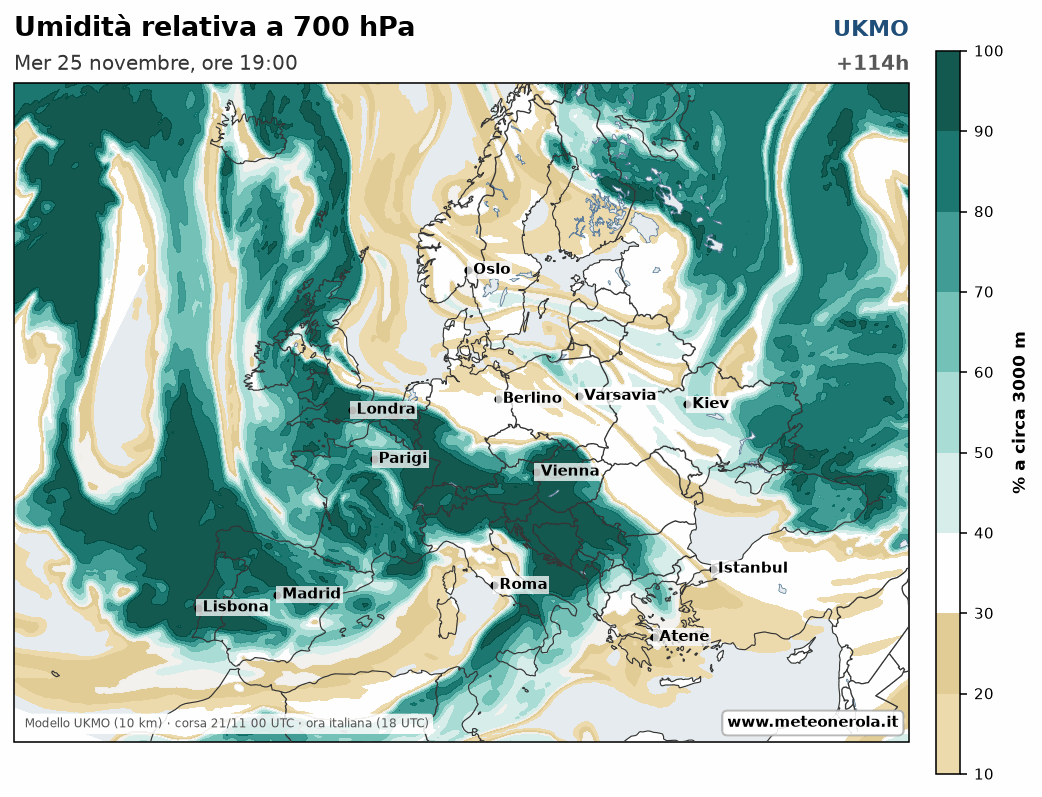 Umidità relativa a 700 hPa
UKMO
Mer 25 novembre, ore 19:00
+114h
100
90
80
70
60
50
40
30
20
10
% a circa 3000 m
Oslo
Berlino
Varsavia
Kiev
Londra
Parigi
Vienna
Istanbul
Roma
Madrid
Lisbona
Atene
Modello UKMO (10 km) · corsa 21/11 00 UTC · ora italiana (18 UTC)
www.meteonerola.it